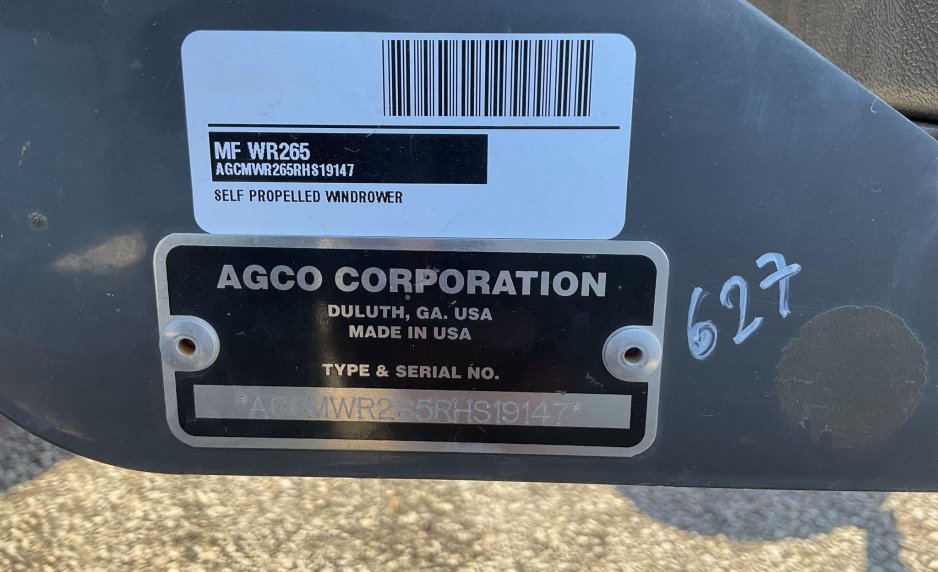 MF WR265
AGCMWR265RHS19147
SELF PROPELLED WINDROWER
AGCO CORPORATION
DULUTH, GA. USA
MADE IN USA
TYPE & SERIAL NO.
*AGCMWR265RHS19147*
627